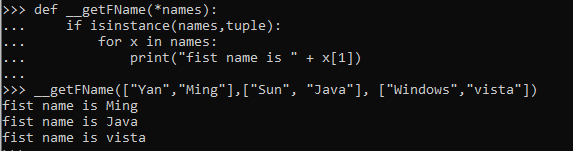 >>> def __getFName(*names):
...     if isinstance(names,tuple):
...         for x in names:
...             print("fist name is " + x[1])
...
>>> __getFName(["Yan","Ming"],["Sun", "Java"], ["Windows","vista"])
fist name is Ming
fist name is Java
fist name is vista